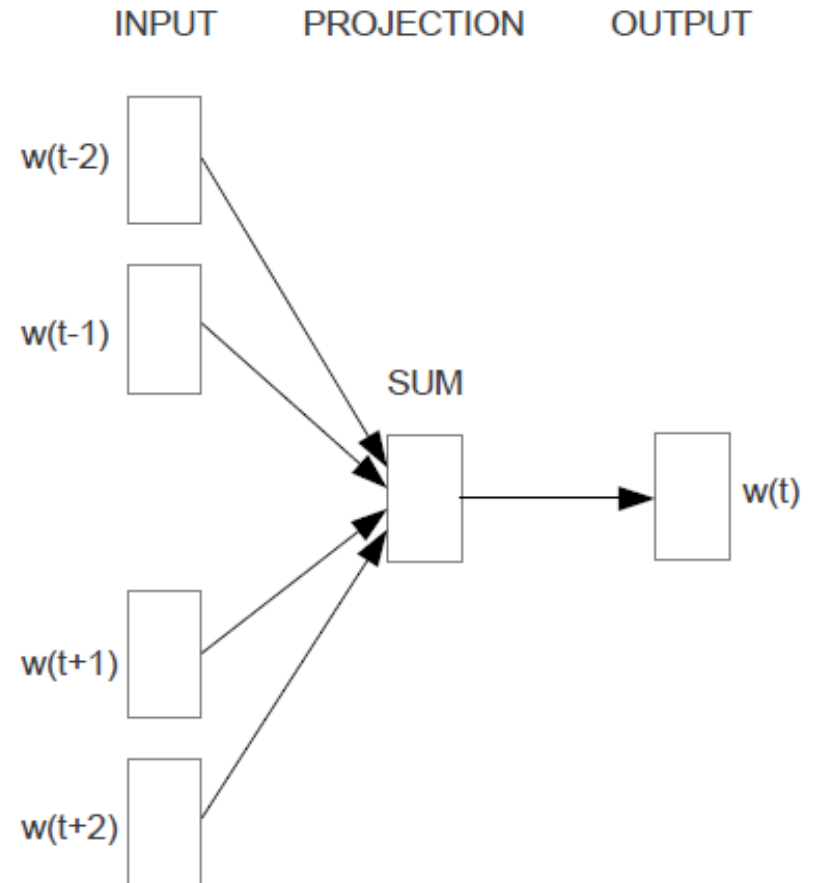 INPUT PROJECTION OUTPUT
w(t-2)
w(t-1)
SUM
w(t)
w(t+1)
w(t+2)